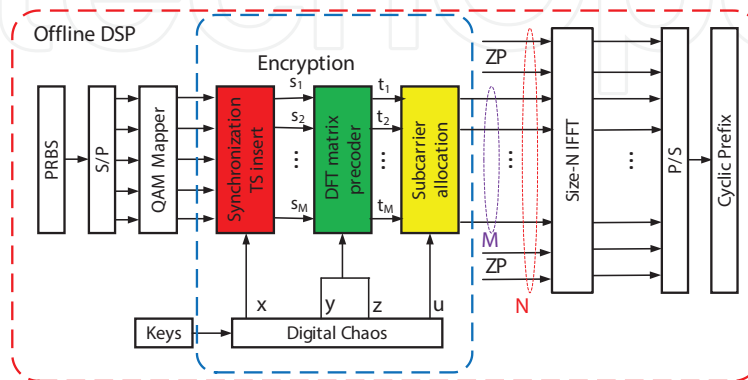 Offline DSP
Encryption
PRBS
S/P
QAM Mapper
Synchronization
TS insert
s1
s2
...
sM
DFT matrix
precoder
t1
t2
...
tM
Subcarrier
allocation
ZP
ZP
...
M
N
Size-N IFFT
...
P/S
Cyclic Prefix
x
y
z
u
Keys
Digital Chaos